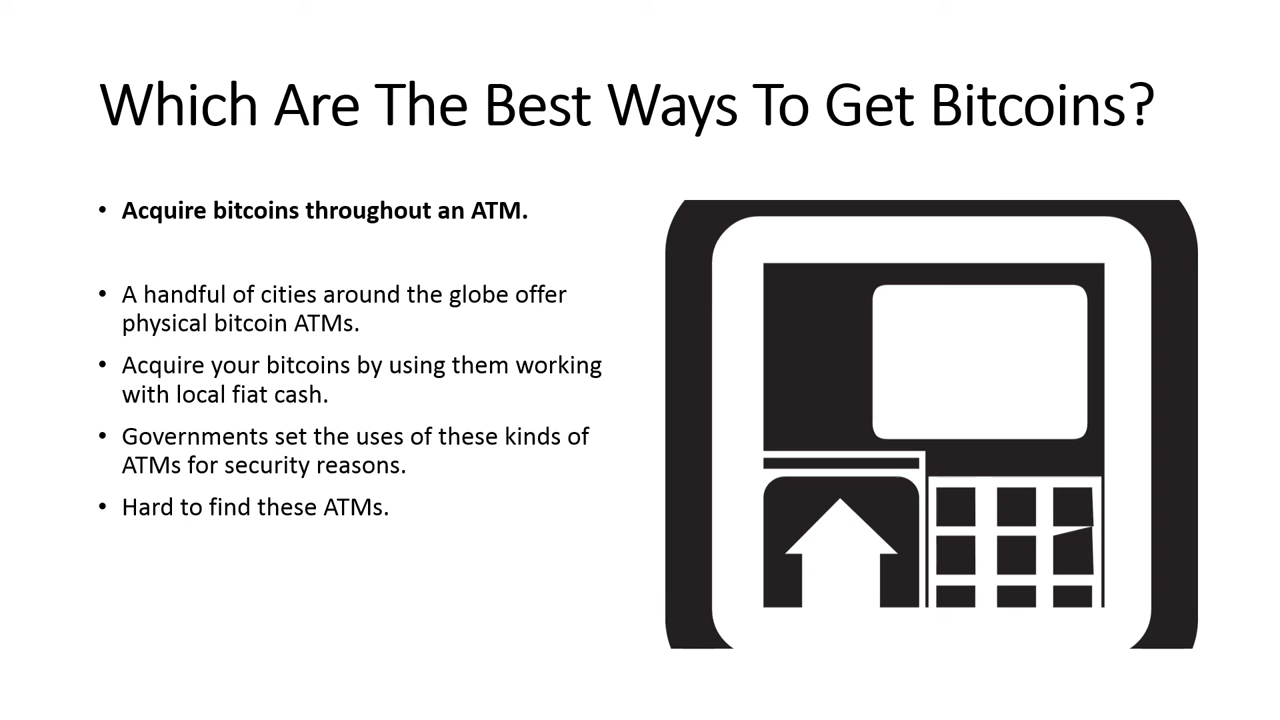 Which Are The Best Ways To Get Bitcoins?
• Acquire bitcoins throughout an ATM.
• A handful of cities around the globe offer
physical bitcoin ATMs.
• Acquire your bitcoins by using them working
with local fiat cash.
• Governments set the uses of these kinds of
ATMs for security reasons.
• Hard to find these ATMs.